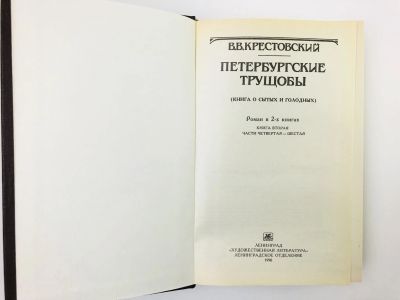 В.В.КРЕСТОВСКИЙ
ПЕТЕРБУРГСКИЕ
ТРУЩОБЫ
(КНИГА О СЫТЫХ И ГОЛОДНЫХ)
Роман в 2-х книгах
КНИГА ВТОРАЯ
ЧАСТИ ЧЕТВЕРТАЯ — ШЕСТАЯ
ЛЕНИНГРАД
«ХУДОЖЕСТВЕННАЯ ЛИТЕРАТУРА»
ЛЕНИНГРАДСКОЕ ОТДЕЛЕНИЕ
1990